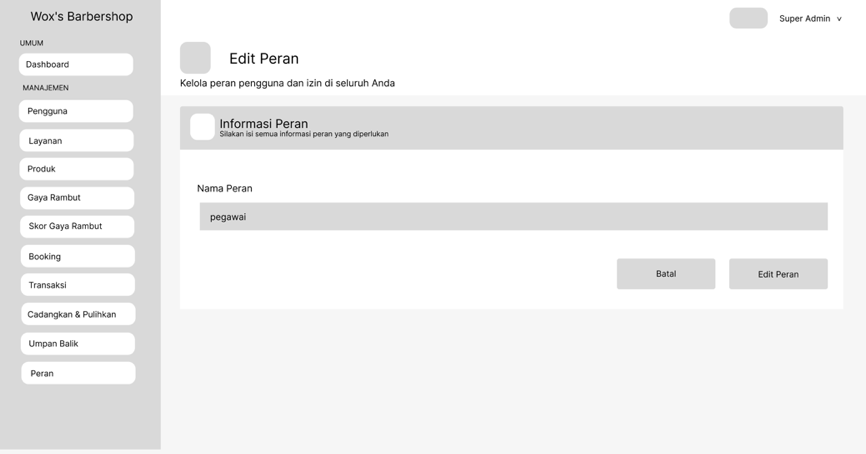 Wox's Barbershop
UMUM
Dashboard
MANAJEMEN
Pengguna
Layanan
Produk
Gaya Rambut
Skor Gaya Rambut
Booking
Transaksi
Cadangkan & Pulihkan
Umpan Balik
Peran
Super Admin v
Edit Peran
Kelola peran pengguna dan izin di seluruh Anda
Informasi Peran
Silakan isi semua informasi peran yang diperlukan
Nama Peran
pegawai
Batal
Edit Peran